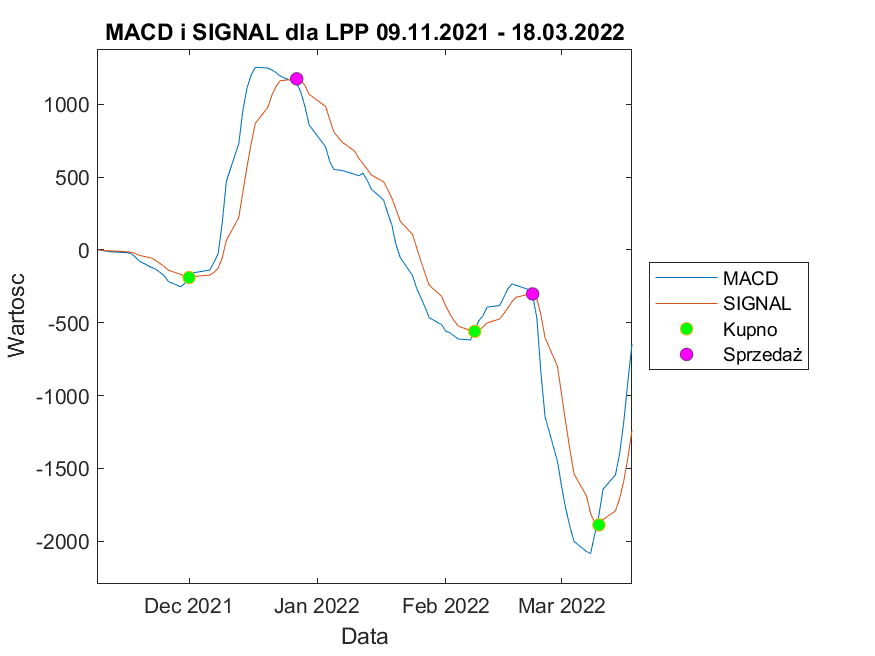 MACD i SIGNAL dla LPP 09.11.2021 - 18.03.2022
1000
500
0
-500
-1000
-1500
-2000
Wartosc
Dec 2021
Jan 2022
Feb 2022
Mar 2022
Data
MACD
SIGNAL
Kupno
Sprzedaż